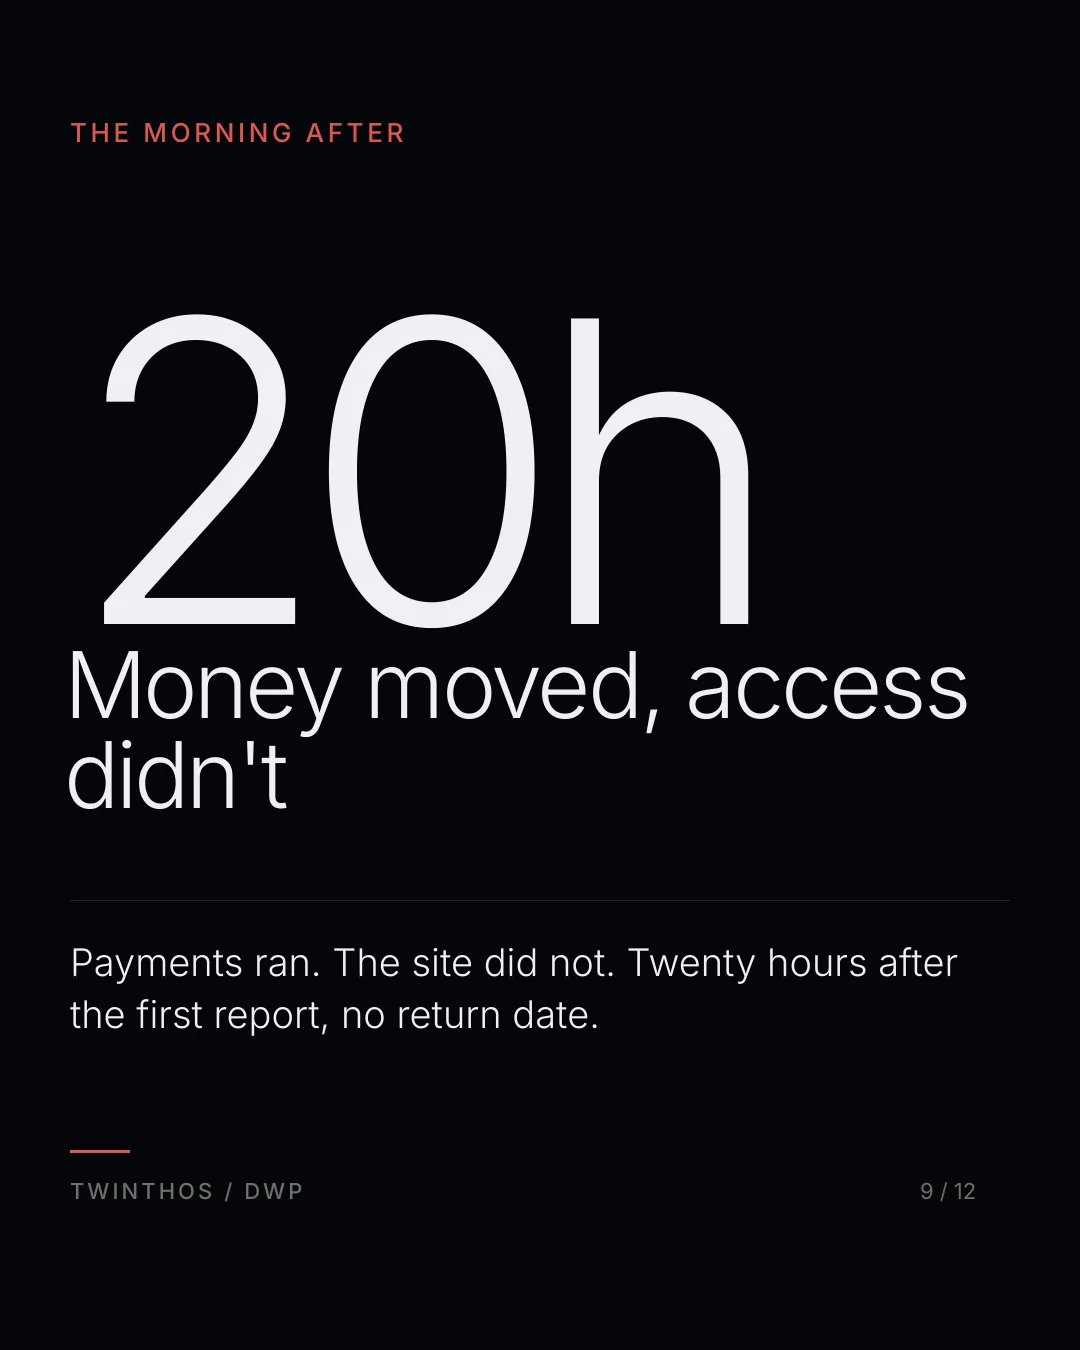 THE MORNING AFTER
20h
Money moved, access
didn't
Payments ran. The site did not. Twenty hours after
the first report, no return date.
TWINTHOS / DWP
9 / 12